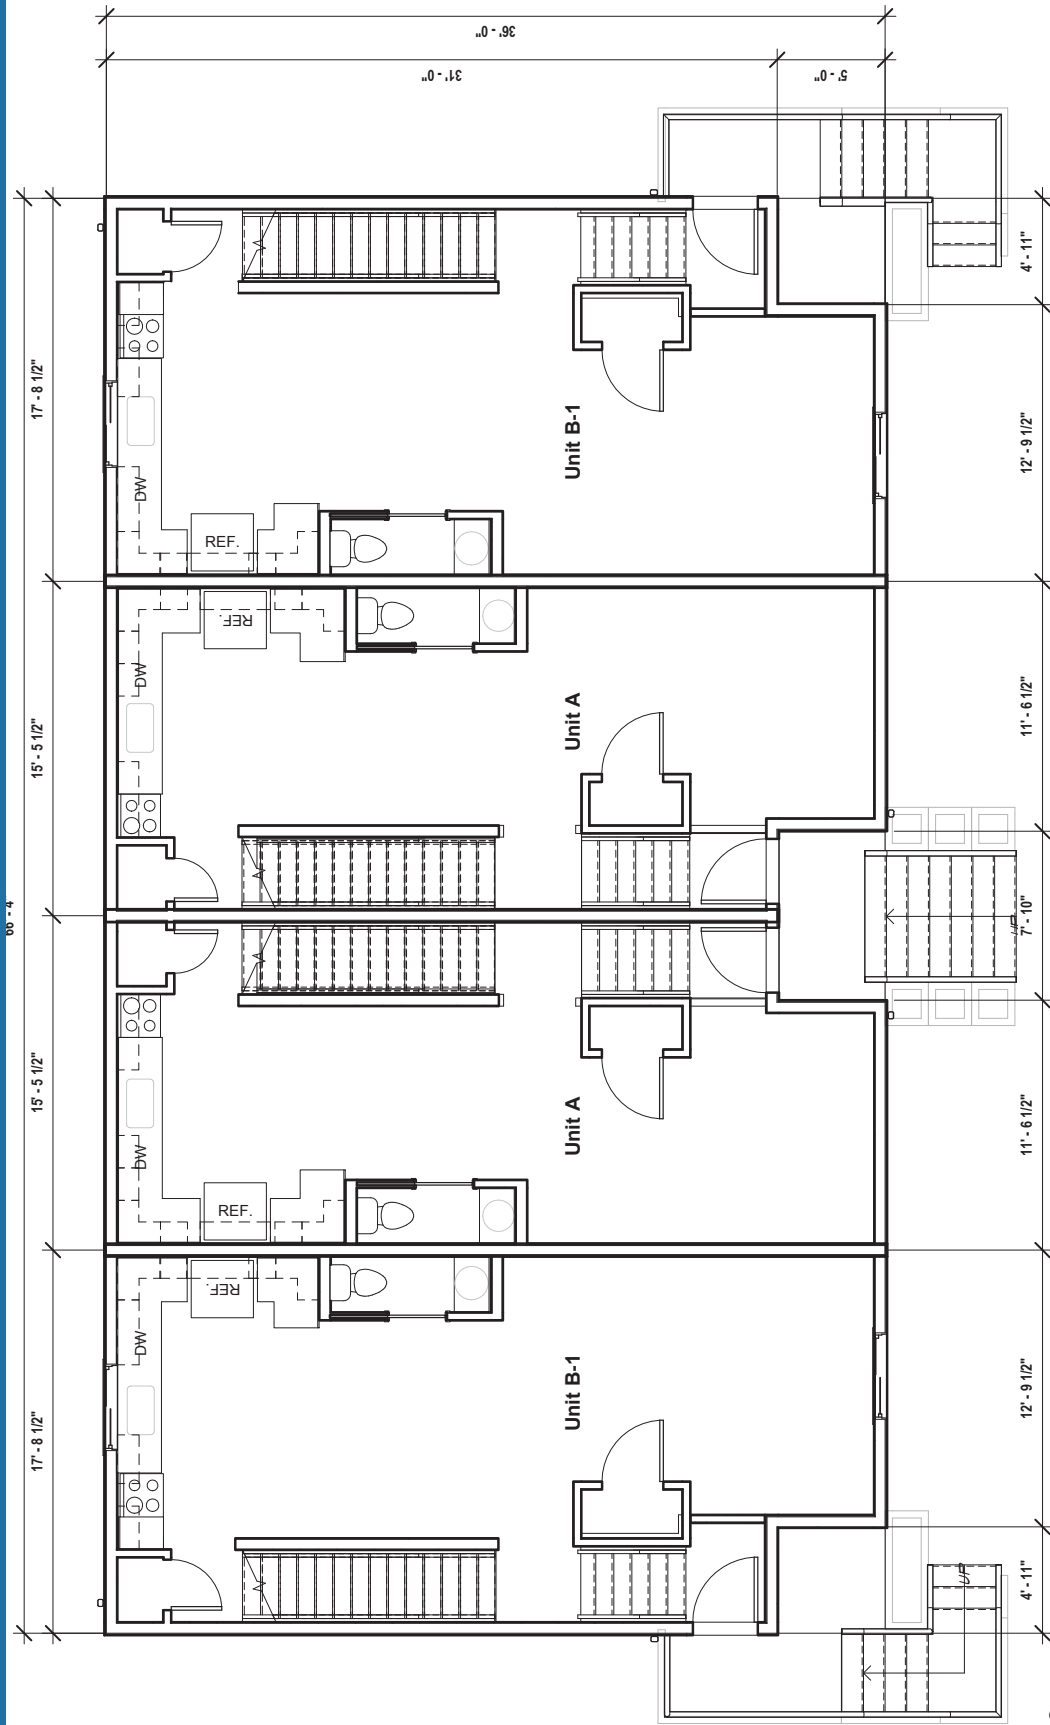 36' - 0"
31' - 0"
5' - 0"
17' - 8 1/2"
4' - 11"
12' - 9 1/2"
Unit B-1
DW
REF.
REF.
DW
15' - 5 1/2"
Unit A
11' - 6 1/2"
66' - 4
7' - 10"
UP
15' - 5 1/2"
Unit A
11' - 6 1/2"
DW
REF.
REF.
DW
17' - 8 1/2"
Unit B-1
12' - 9 1/2"
UP
4' - 11"